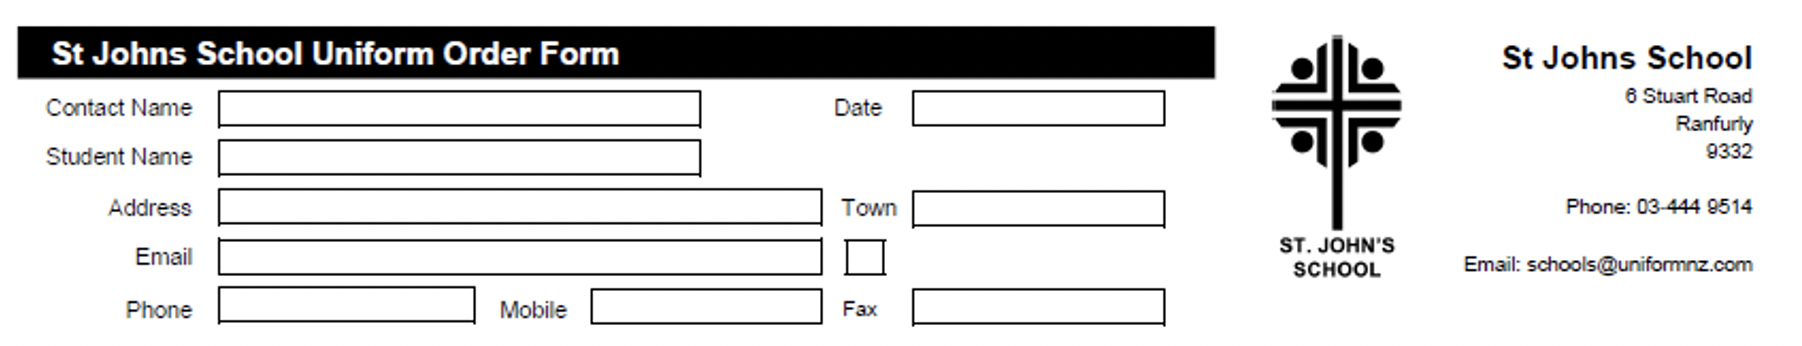 St Johns School Uniform Order Form
Contact Name Date
Student Name
Address Town
Email
Phone Mobile Fax
ST. JOHN'S
SCHOOL
St Johns School
6 Stuart Road
Ranfurly
9332
Phone: 03-444 9514
Email: schools@uniformnz.com